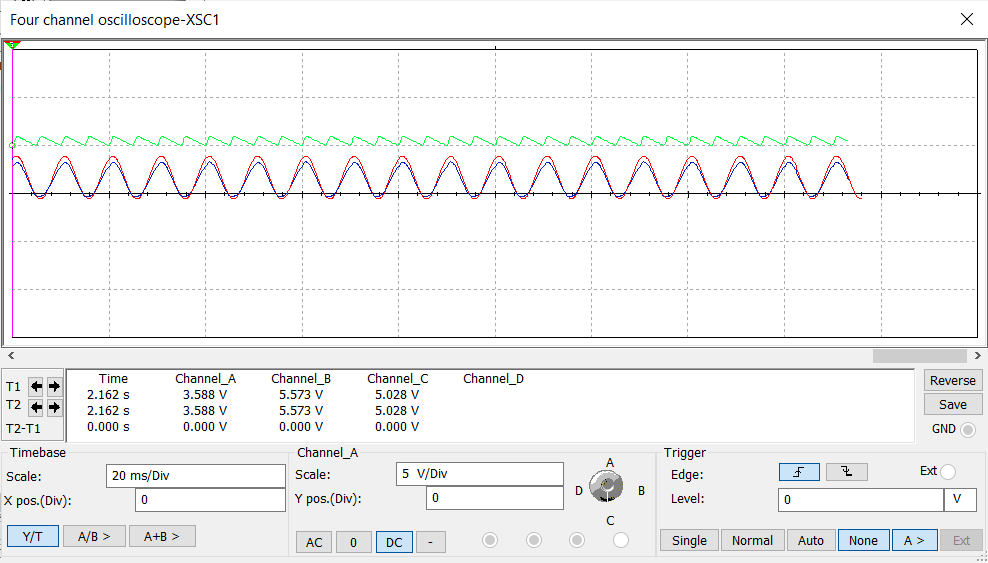 Four channel oscilloscope-XSC1
Time Channel_A Channel_B Channel_C Channel_D
T1 2.162 s 3.588 V 5.573 V 5.028 V
T2 2.162 s 3.588 V 5.573 V 5.028 V
T2-T1 0.000 s 0.000 V 0.000 V 0.000 V
Reverse
Save
GND
Timebase
Scale: 20 ms/Div
X pos.(Div): 0
Y/T A/B > A+B >
Channel_A
Scale: 5 V/Div
Y pos.(Div): 0
AC 0 DC -
A
D B
C
Trigger
Edge: Ext
Level: 0 V
Single Normal Auto None A > Ext